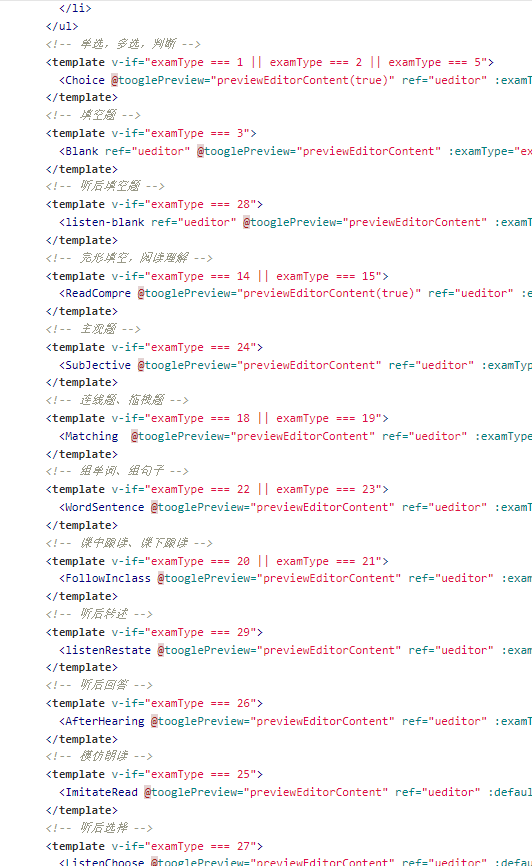 </li>
</ul>
<!-- 单选，多选，判断 -->
<template v-if="examType === 1 || examType === 2 || examType === 5">
<Choice @tooglePreview="previewEditorContent(true)" ref="ueditor" :examT
</template>
<!-- 填空题 -->
<template v-if="examType === 3">
<Blank ref="ueditor" @tooglePreview="previewEditorContent" :examType="ex
</template>
<!-- 听后填空题 -->
<template v-if="examType === 28">
<listen-blank ref="ueditor" @tooglePreview="previewEditorContent" :examT
</template>
<!-- 完形填空，阅读理解 -->
<template v-if="examType === 14 || examType === 15">
<ReadCompre @tooglePreview="previewEditorContent(true)" ref="ueditor" :e
</template>
<!-- 主观题 -->
<template v-if="examType === 24">
<SubJective @tooglePreview="previewEditorContent" ref="ueditor" :examTyp
</template>
<!-- 连线题、拖拽题 -->
<template v-if="examType === 18 || examType === 19">
<Matching  @tooglePreview="previewEditorContent" ref="ueditor" :examType
</template>
<!-- 组单词、组句子 -->
<template v-if="examType === 22 || examType === 23">
<WordSentence @tooglePreview="previewEditorContent" ref="ueditor" :examT
</template>
<!-- 课中跟读、课下跟读 -->
<template v-if="examType === 20 || examType === 21">
<FollowInclass @tooglePreview="previewEditorContent" ref="ueditor" :exam
</template>
<!-- 听后转述 -->
<template v-if="examType === 29">
<listenRestate @tooglePreview="previewEditorContent" ref="ueditor" :exam
</template>
<!-- 听后回答 -->
<template v-if="examType === 26">
<AfterHearing @tooglePreview="previewEditorContent" ref="ueditor" :examT
</template>
<!-- 模仿朗读 -->
<template v-if="examType === 25">
<ImitateRead @tooglePreview="previewEditorContent" ref="ueditor" :defaul
</template>
<!-- 听后选择 -->
<template v-if="examType === 27">
<ListenChoose @tooglePreview="previewEditorContent" ref="ueditor" :defau